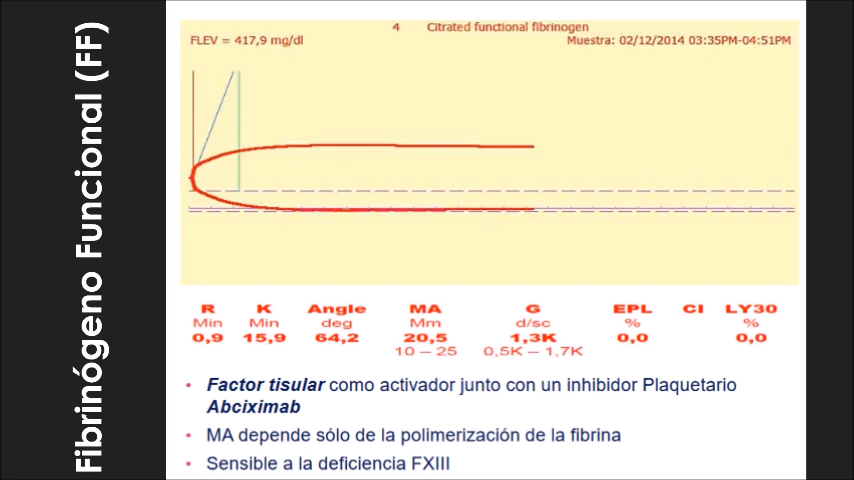 Fibrinógeno Funcional (FF)
4 Citrated functional fibrinogen
FLEV = 417,9 mg/dl Muestra: 02/12/2014 03:35PM-04:51PM
R K Angle MA G EPL CI LY30
Min Min deg Mm d/sc % %
0,9 15,9 64,2 20,5 1,3K 0,0 0,0
10 – 25 0,5K – 1,7K
• Factor tisular como activador junto con un inhibidor Plaquetario
Abciximab
• MA depende sólo de la polimerización de la fibrina
• Sensible a la deficiencia FXIII